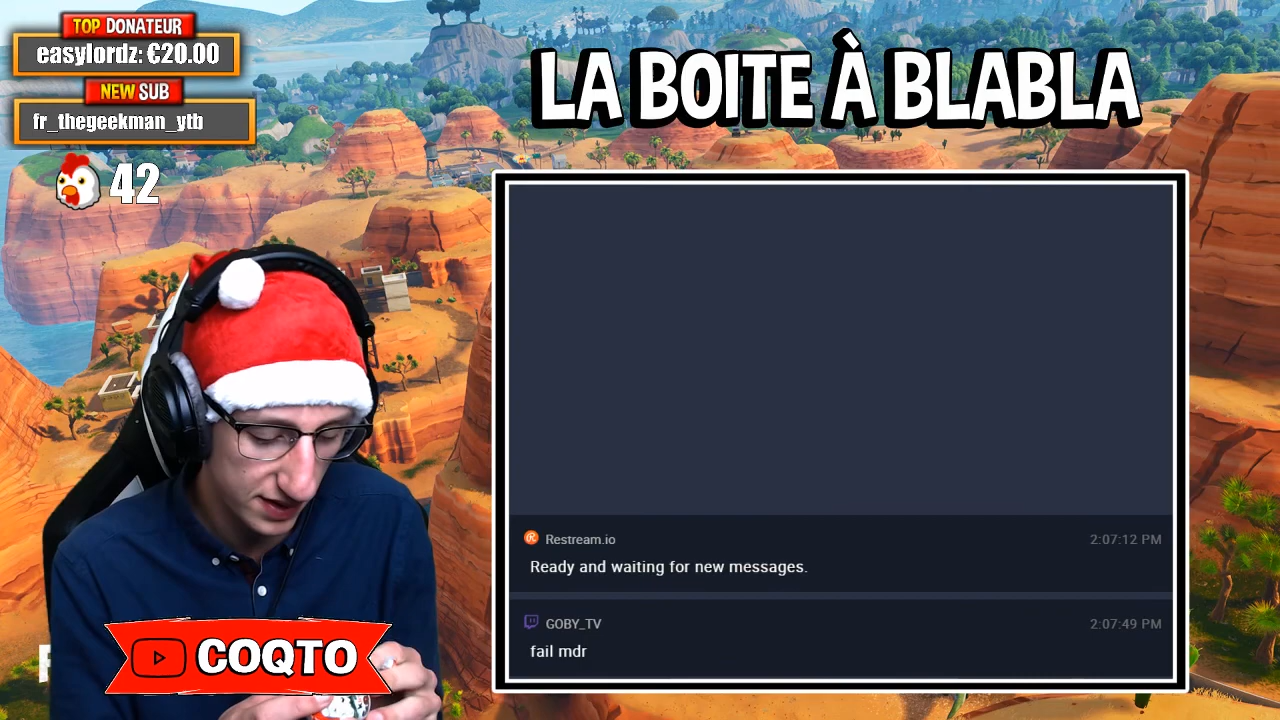 TOP DONATEUR
easylordz: €20.00
NEW SUB
fr_thegeekman_ytb
42
LA BOITE À BLABLA
Restream.io 2:07:12 PM
Ready and waiting for new messages.
GOBY_TV 2:07:49 PM
fail mdr
COQTO